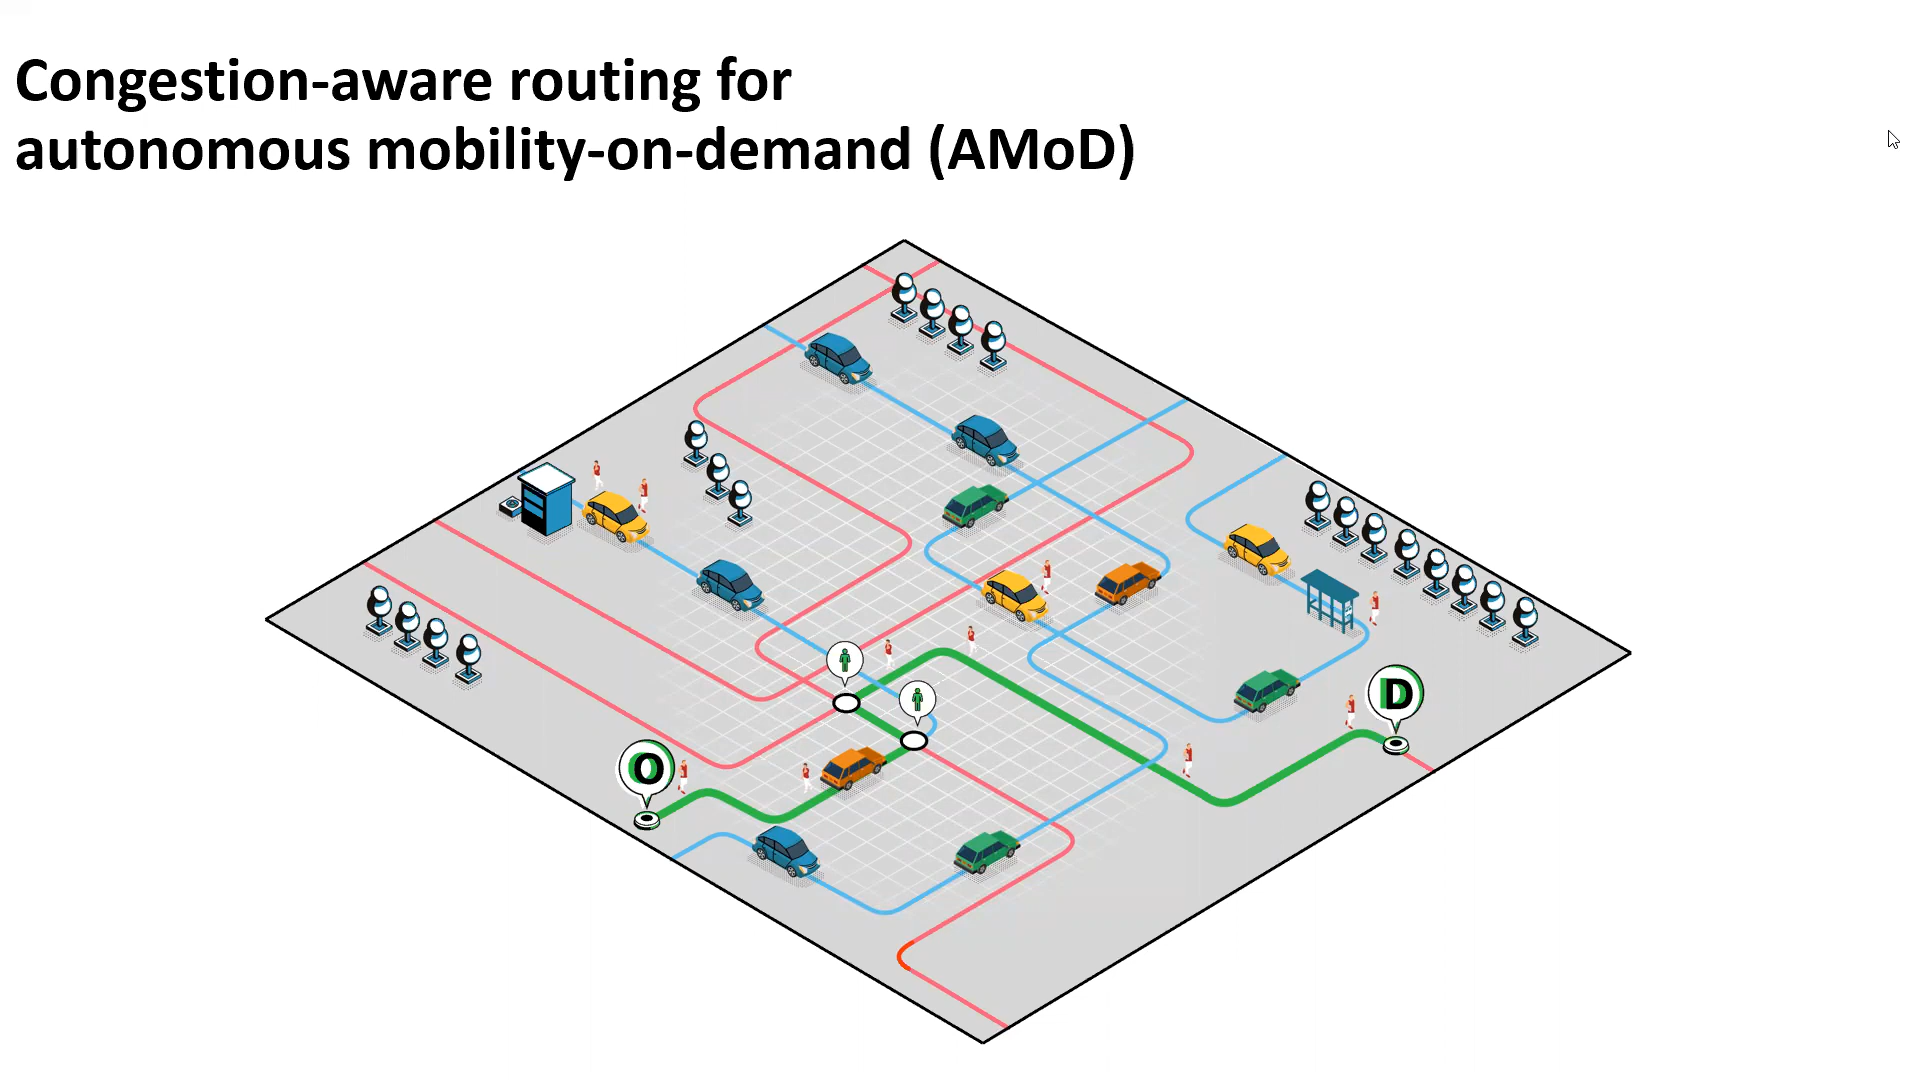 Congestion-aware routing for
autonomous mobility-on-demand (AMoD)
O
D